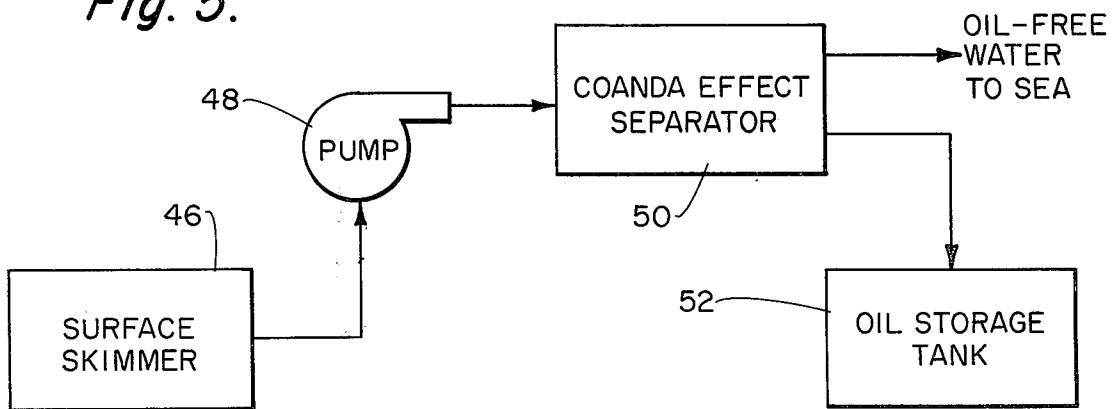 Fig. 5.
OIL-FREE
WATER
TO SEA
COANDA EFFECT
SEPARATOR
48
PUMP
50
46
SURFACE
SKIMMER
52
OIL STORAGE
TANK